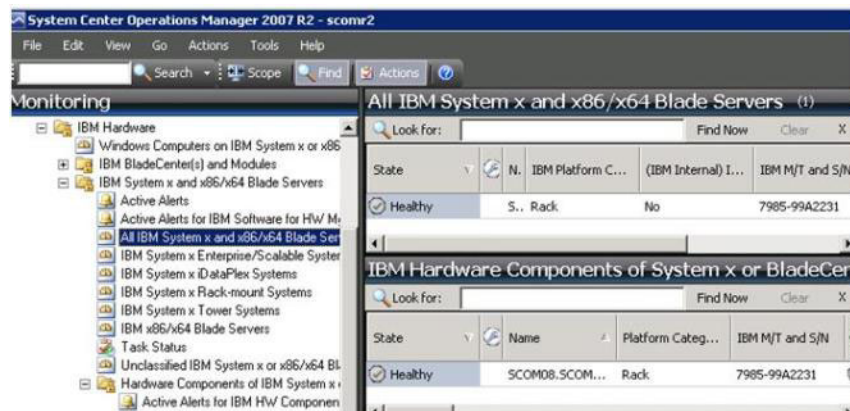 System Center Operations Manager 2007 R2 - scomr2
File Edit View Go Actions Tools Help
Search Scope Find Actions
Monitoring
IBM Hardware
Windows Computers on IBM System x or x86
IBM BladeCenter(s) and Modules
IBM System x and x86/x64 Blade Servers
Active Alerts
Active Alerts for IBM Software for HW
All IBM System x and x86/x64 Blade Ser
IBM System x Enterprise/Scalable System
IBM System x iDataPlex Systems
IBM System x Rack-mount Systems
IBM System x Tower Systems
IBM x86/x64 Blade Servers
Task Status
Unclassified IBM System x or x86/x64 Bl
Hardware Components of IBM System x
Active Alerts for IBM HW Componen
All IBM System x and x86/x64 Blade Servers (1)
Look for: Find Now Clear X
State N. IBM Platform C... (IBM Internal) I... IBM M/T and S/N
Healthy S.. Rack No 7985-99A2231
IBM Hardware Components of System x or BladeCen
Look for: Find Now Clear X
State Name Platform Categ... IBM M/T and S/N
Healthy SCOM08.SCOM... Rack 7985-99A2231